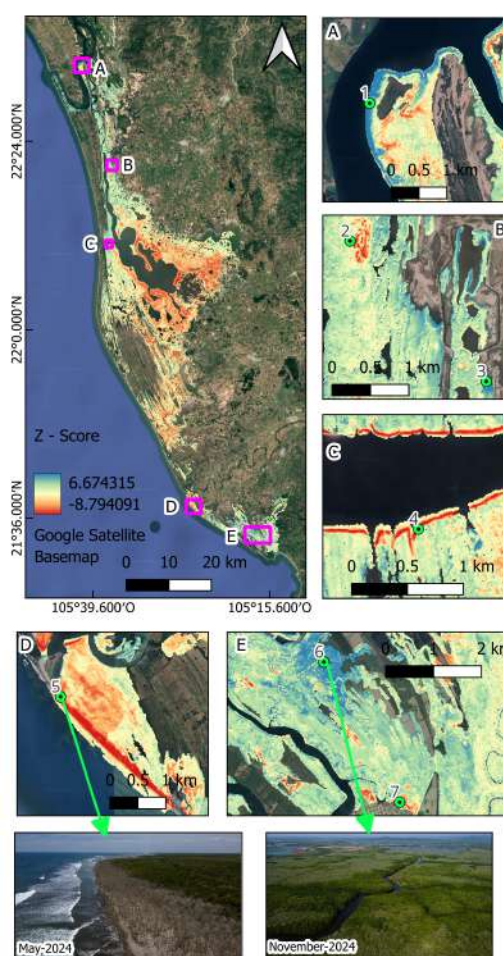 A
B
C
D
E
22°24.000'N
22°0.000'N
21°36.000'N
105°39.600'O
105°15.600'O
Z - Score
6.674315
-8.794091
Google Satellite
Basemap
0 10 20 km
A
1
0 0.5 1 km
B
2
0 0.5 1 km
3
C
4
0 0.5 1 km
D
5
0 0.5 1 km
E
6
0 1 2 km
7
May-2024
November-2024